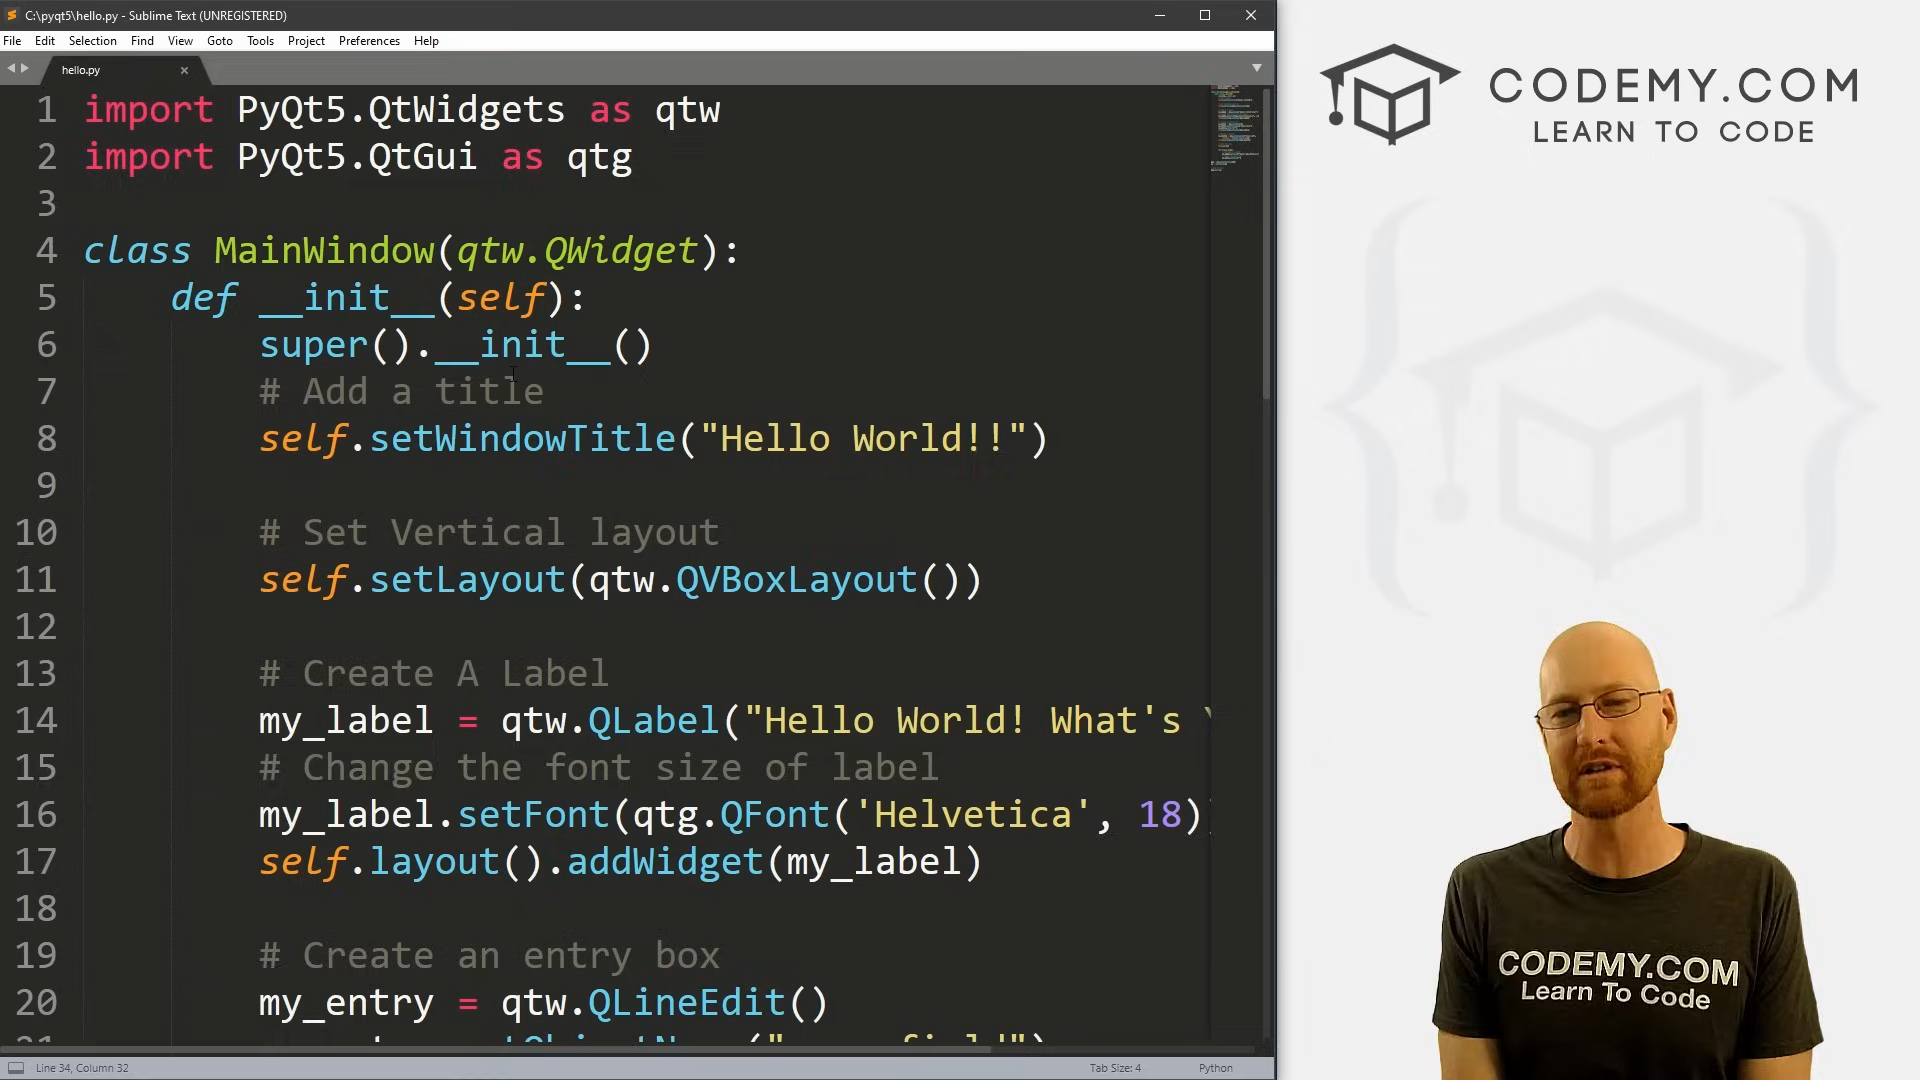 C:\pyqt5\hello.py - Sublime Text (UNREGISTERED)
File Edit Selection Find View Goto Tools Project Preferences Help
hello.py
1 import PyQt5.QtWidgets as qtw
2 import PyQt5.QtGui as qtg
3
4 class MainWindow(qtw.QWidget):
5 def __init__(self):
6 super().__init__()
7 # Add a title
8 self.setWindowTitle("Hello World!!")
9
10 # Set Vertical layout
11 self.setLayout(qtw.QVBoxLayout())
12
13 # Create A Label
14 my_label = qtw.QLabel("Hello World! What's
15 # Change the font size of label
16 my_label.setFont(qtg.QFont('Helvetica', 18)
17 self.layout().addWidget(my_label)
18
19 # Create an entry box
20 my_entry = qtw.QLineEdit()
Line 34, Column 32
Tab Size: 4
Python
CODEMY.COM
LEARN TO CODE
CODEMY.COM
Learn To Code